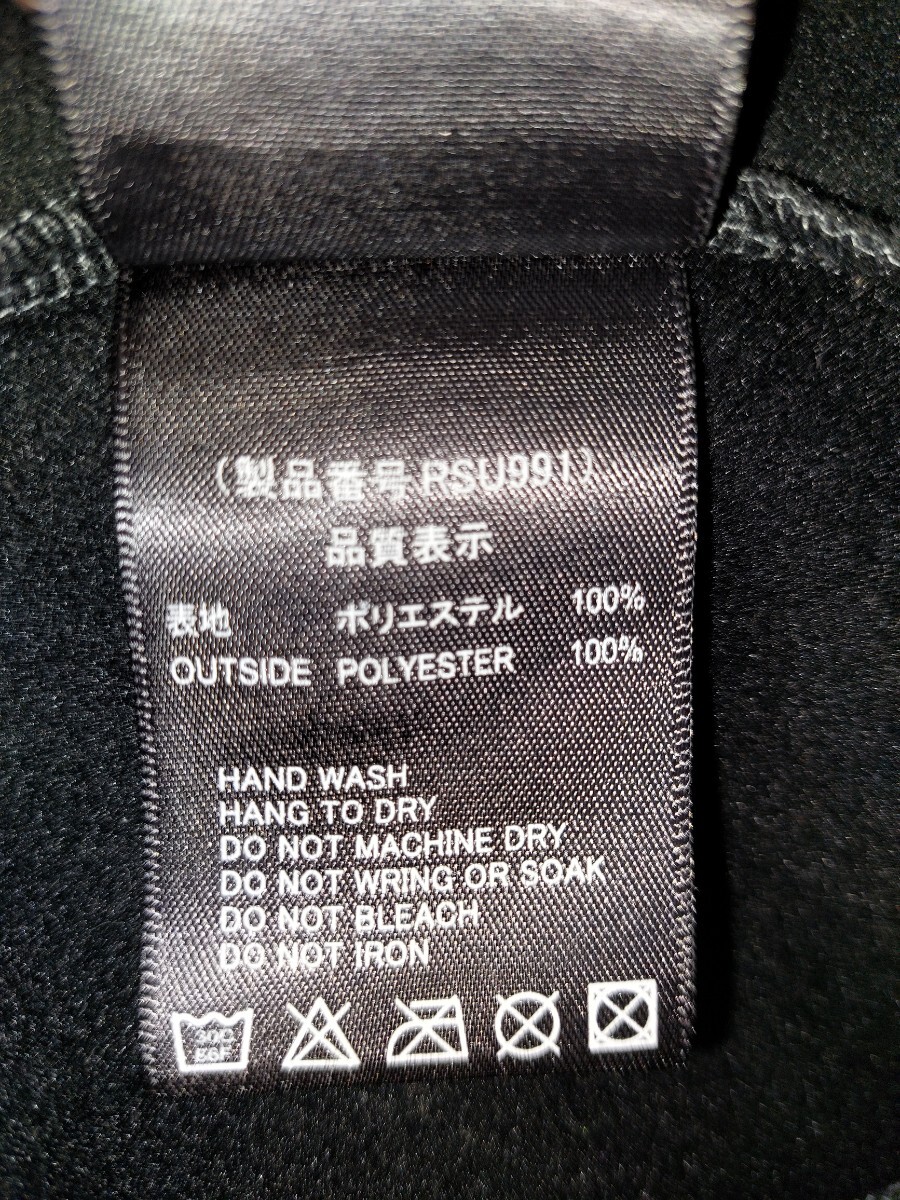 （製品番号RSU991）
品質表示
表地 ポリエステル 100%
OUTSIDE POLYESTER 100%
HAND WASH
HANG TO DRY
DO NOT MACHINE DRY
DO NOT WRING OR SOAK
DO NOT BLEACH
DO NOT IRON
30C
86F